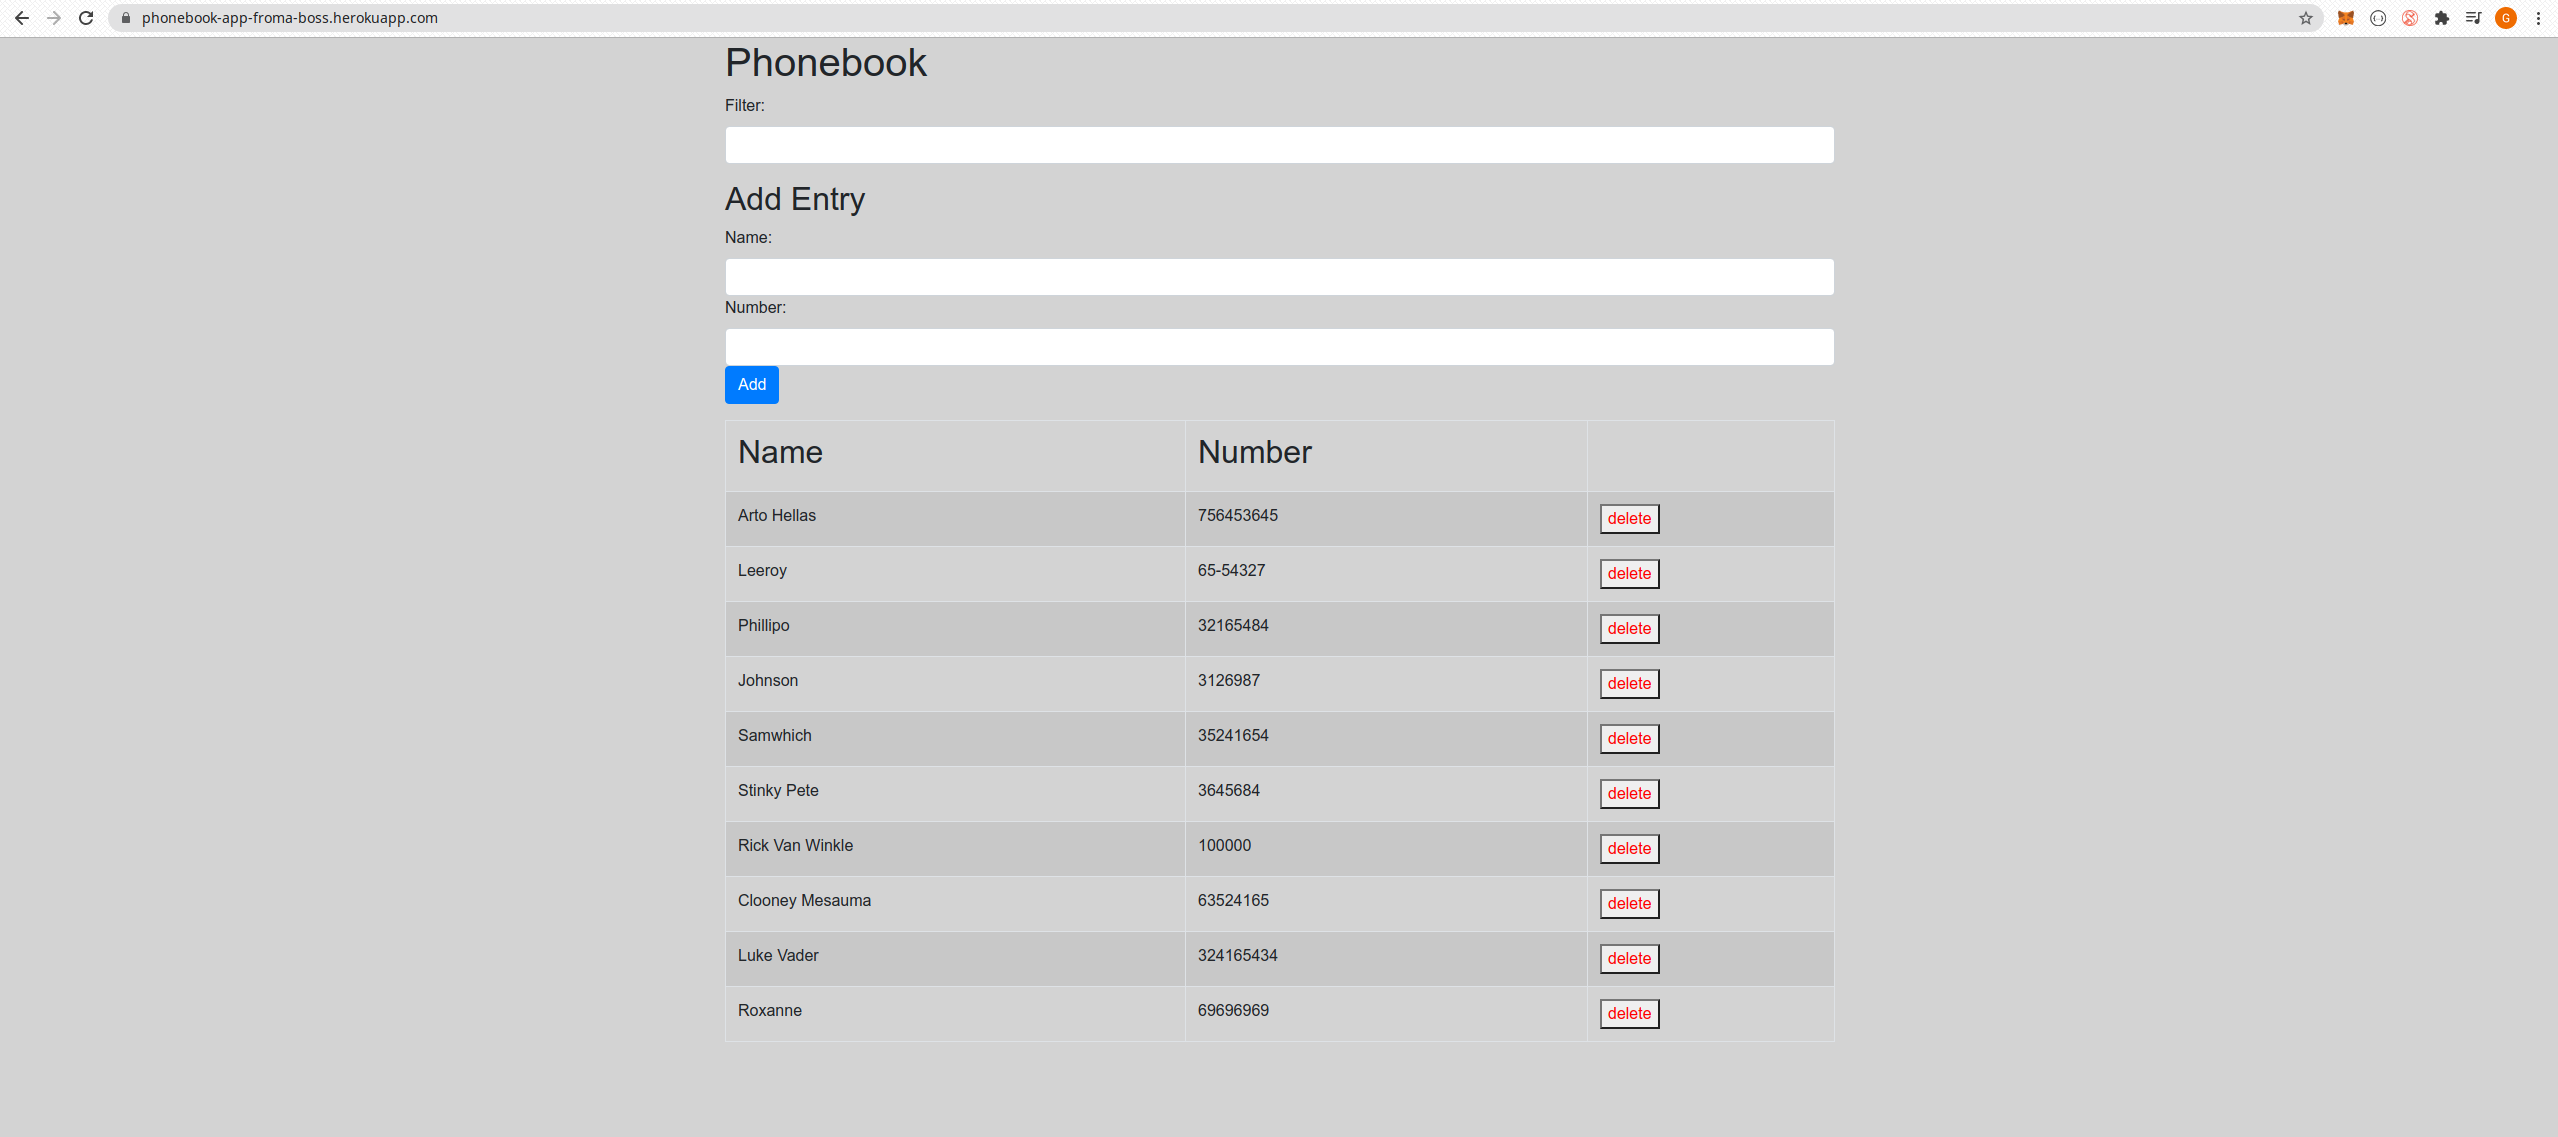 phonebook-app-froma-boss.herokuapp.com
G
Phonebook
Filter:
Add Entry
Name:
Number:
Add
Name Number
Arto Hellas 756453645 delete
Leeroy 65-54327 delete
Phillipo 32165484 delete
Johnson 3126987 delete
Samwhich 35241654 delete
Stinky Pete 3645684 delete
Rick Van Winkle 100000 delete
Clooney Mesauma 63524165 delete
Luke Vader 324165434 delete
Roxanne 69696969 delete